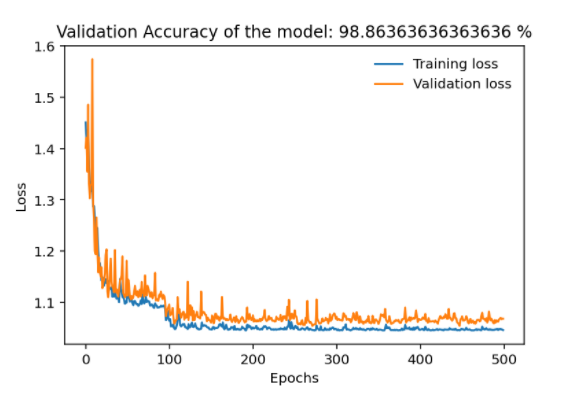 Validation Accuracy of the model: 98.86363636363636 %
1.6
1.5
1.4
1.3
1.2
1.1
Loss
Training loss
Validation loss
0 100 200 300 400 500
Epochs